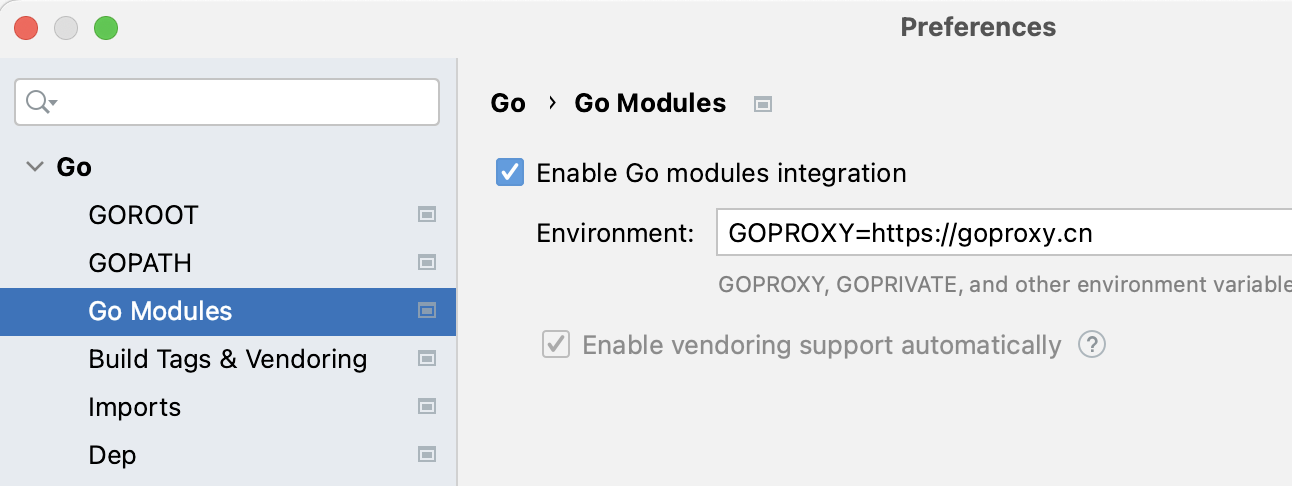 Preferences
Go › Go Modules
Go
GOROOT
GOPATH
Go Modules
Build Tags & Vendoring
Imports
Dep
Enable Go modules integration
Environment: GOPROXY=https://goproxy.cn
GOPROXY, GOPRIVATE, and other environment variable
Enable vendoring support automatically ?